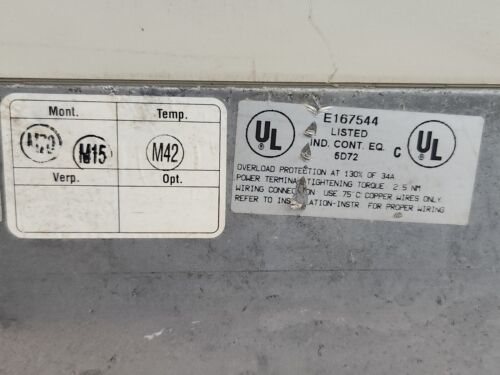 Mont. Temp.
M15 M42
Verp. Opt.
UL
E167544
LISTED
IND. CONT. EQ.
6D72
C UL
OVERLOAD PROTECTION AT 130% OF 34A
POWER TERMINAL TIGHTENING TORQUE 2.5 NM
WIRING CONNECTION USE 75°C COPPER WIRES ONLY
REFER TO FOR PROPER WIRING